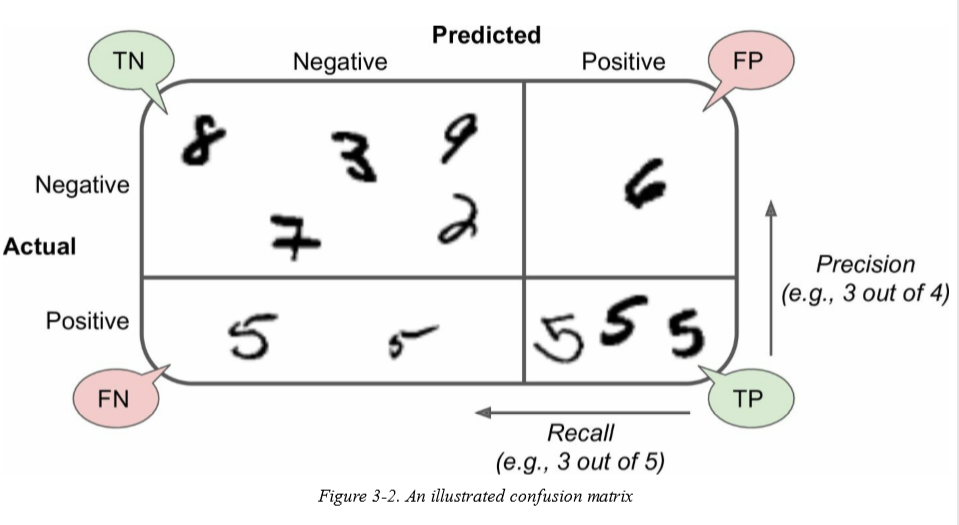 Predicted
TN Negative Positive FP
8 3 9
Negative 6
7 2
Actual
Precision
(e.g., 3 out of 4)
Positive 5 5 5 5 5
FN TP
Recall
(e.g., 3 out of 5)
Figure 3-2. An illustrated confusion matrix